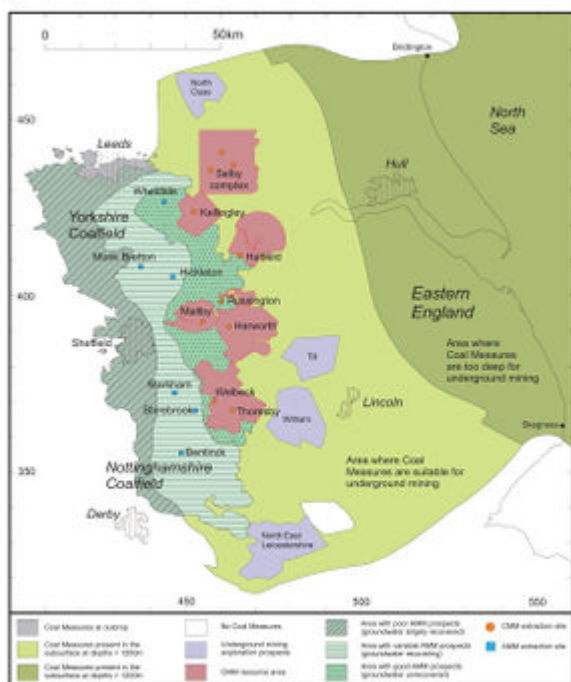 0
50km
450
400
350
450
500
550
Bridlington
North
Sea
North
Ouse
Leeds
Hull
Selby
complex
Wheldale
Kellingley
Yorkshire
Coalfield
Monk Bretton
Hatfield
Hickleton
Rossington
Maltby
Harworth
Eastern
England
Sheffield
Area where
Coal Measures
are too deep for
underground mining
Till
Markham
Welbeck
Lincoln
Shirebrook
Thoresby
Witham
Skegness
Bentinck
Area where Coal
Measures are suitable for
underground mining
Nottinghamshire
Coalfield
Derby
North East
Leicestershire
Coal Measures at outcrop
No Coal Measures
Area with poor AMM prospects
(groundwater largely recovered)
CMM extraction site
Coal Measures present in the
subsurface at depths < 1200m
Underground mining
exploration prospects
Area with variable AMM prospects
(groundwater recovering)
AMM extraction site
Coal Measures present in the
subsurface at depths > 1200m
CMM resource area
Area with good AMM prospects
(groundwater unrecovered)